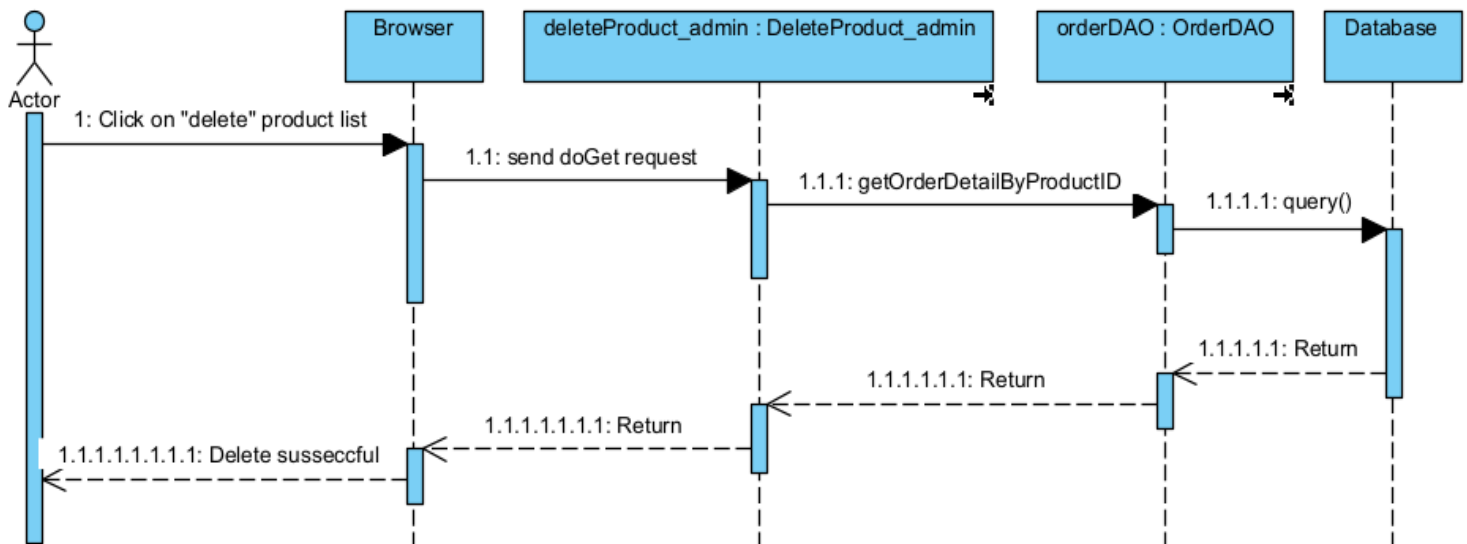 Browser
deleteProduct_admin : DeleteProduct_admin
orderDAO : OrderDAO
Database
Actor
1: Click on "delete" product list
1.1: send doGet request
1.1.1: getOrderDetailByProductID
1.1.1.1: query()
1.1.1.1.1: Return
1.1.1.1.1.1: Return
1.1.1.1.1.1.1: Return
1.1.1.1.1.1.1.1: Delete susseccful